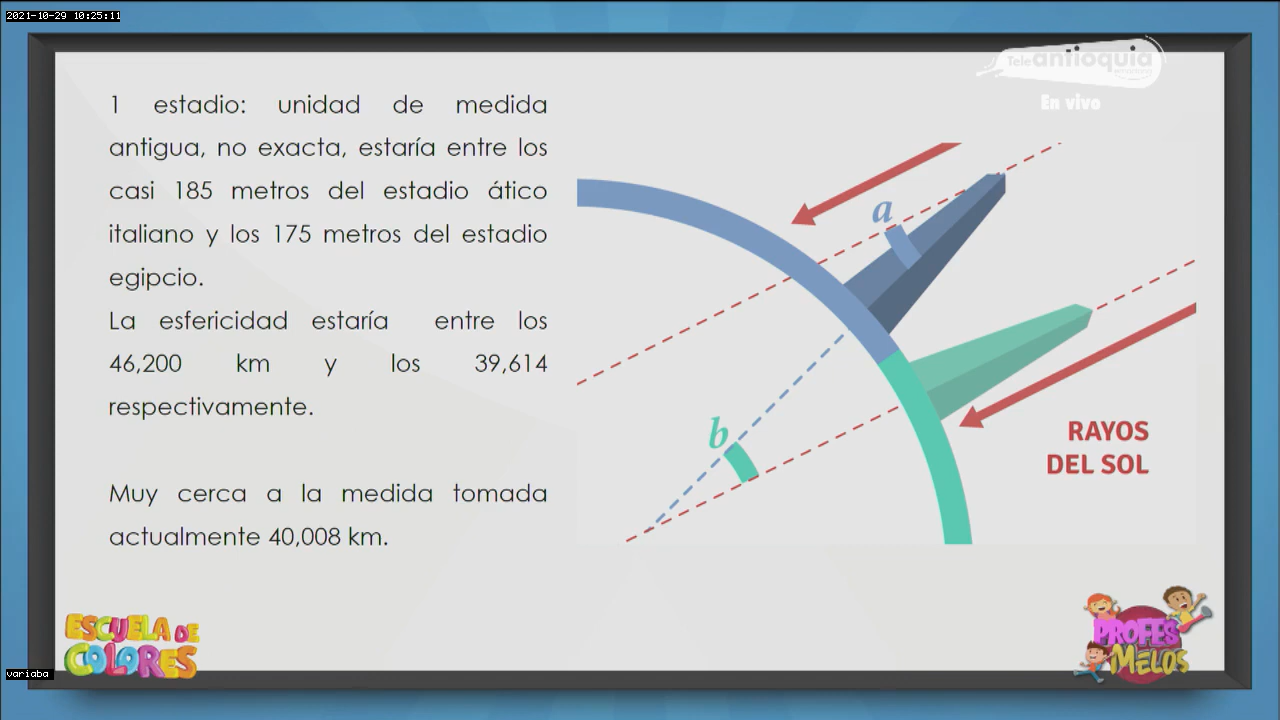 2021-10-29 10:25:11
Teleantioquia
En vivo
1 estadio: unidad de medida
antigua, no exacta, estaría entre los
casi 185 metros del estadio ático
italiano y los 175 metros del estadio
egipcio.
La esfericidad estaría entre los
46,200 km y los 39,614
respectivamente.
Muy cerca a la medida tomada
actualmente 40,008 km.
a
b
RAYOS
DEL SOL
ESCUELA DE
COLORES
PROFES
MELOS
variaba